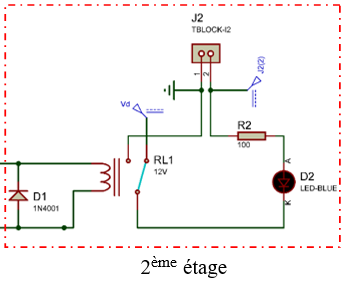 J2
TBLOCK-I2
1
2
J2(2)
Vd
R2
100
RL1
12V
A
D2
LED-BLUE
K
D1
1N4001
2ème étage